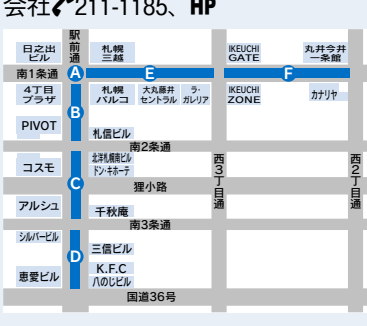 会社☎211-1185、HP
日之出
ビル
駅前通
札幌
三越
IKEUCHI
GATE
丸井今井
一条館
南1条通
A
E
F
4丁目
プラザ
B
札幌
パルコ
大丸藤井
セントラル
ラ・
ガレリア
IKEUCHI
ZONE
カナリヤ
PIVOT
札信ビル
南2条通
コスモ
北洋札幌南ビル
ドン・キホーテ
西3丁目通
西2丁目通
C
狸小路
アルシュ
千秋庵
南3条通
シルバービル
D
三信ビル
恵愛ビル
K.F.C
八のじビル
国道36号